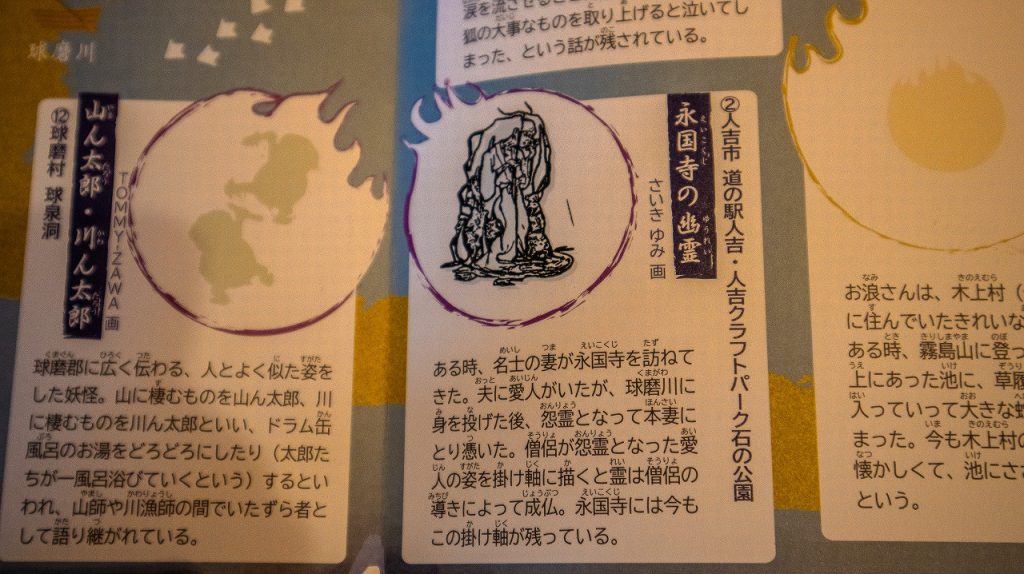 球磨川
涙を流させるこ
狐の大事なものを取り上げると泣いてし
まった、という話が残されている。
⑫球磨村 球泉洞
山ん太郎・川ん太郎
TOMMYZAWA 画
球磨郡に広く伝わる、人とよく似た姿を
した妖怪。山に棲むものを山ん太郎、川
に棲むものを川ん太郎といい、ドラム缶
風呂のお湯をどろどろにしたり（太郎た
ちが一風呂浴びていくという）するとい
われ、山師や川漁師の間でいたずら者と
して語り継がれている。
②人吉市 道の駅人吉・人吉クラフトパーク石の公園
永国寺の幽霊
さいき ゆみ 画
ある時、名士の妻が永国寺を訪ねて
きた。夫に愛人がいたが、球磨川に
身を投げた後、怨霊となって本妻に
とり憑いた。僧侶が怨霊となった愛
人の姿を掛け軸に描くと霊は僧侶の
導きによって成仏。永国寺には今も
この掛け軸が残っている。
お浪さんは、木上村（
に住んでいたきれいな
ある時、霧島山に登っ
上にあった池に、草履
入っていって大きな蛇
まった。今も木上村の
懐かしくて、池にさ
という。